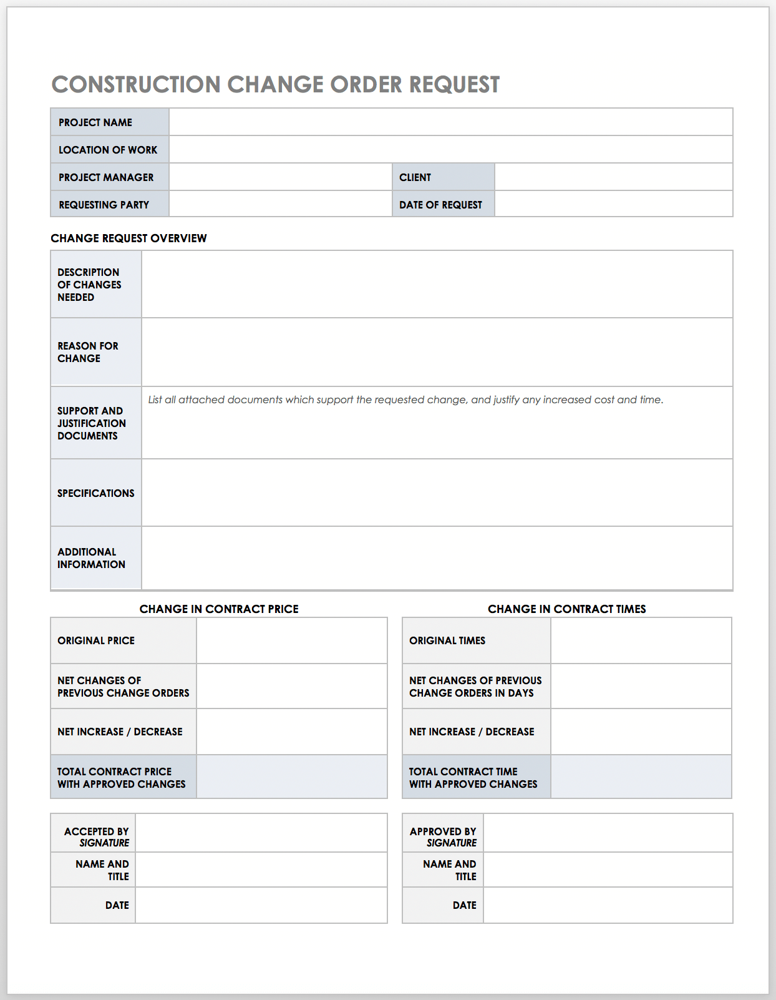 CONSTRUCTION CHANGE ORDER REQUEST
PROJECT NAME
LOCATION OF WORK
PROJECT MANAGER
CLIENT
REQUESTING PARTY
DATE OF REQUEST
CHANGE REQUEST OVERVIEW
DESCRIPTION
OF CHANGES
NEEDED
REASON FOR
CHANGE
SUPPORT AND
JUSTIFICATION
DOCUMENTS
List all attached documents which support the requested change, and justify any increased cost and time.
SPECIFICATIONS
ADDITIONAL
INFORMATION
CHANGE IN CONTRACT PRICE
ORIGINAL PRICE
NET CHANGES OF
PREVIOUS CHANGE ORDERS
NET INCREASE / DECREASE
TOTAL CONTRACT PRICE
WITH APPROVED CHANGES
CHANGE IN CONTRACT TIMES
ORIGINAL TIMES
NET CHANGES OF PREVIOUS
CHANGE ORDERS IN DAYS
NET INCREASE / DECREASE
TOTAL CONTRACT TIME
WITH APPROVED CHANGES
ACCEPTED BY
SIGNATURE
NAME AND
TITLE
DATE
APPROVED BY
SIGNATURE
NAME AND
TITLE
DATE